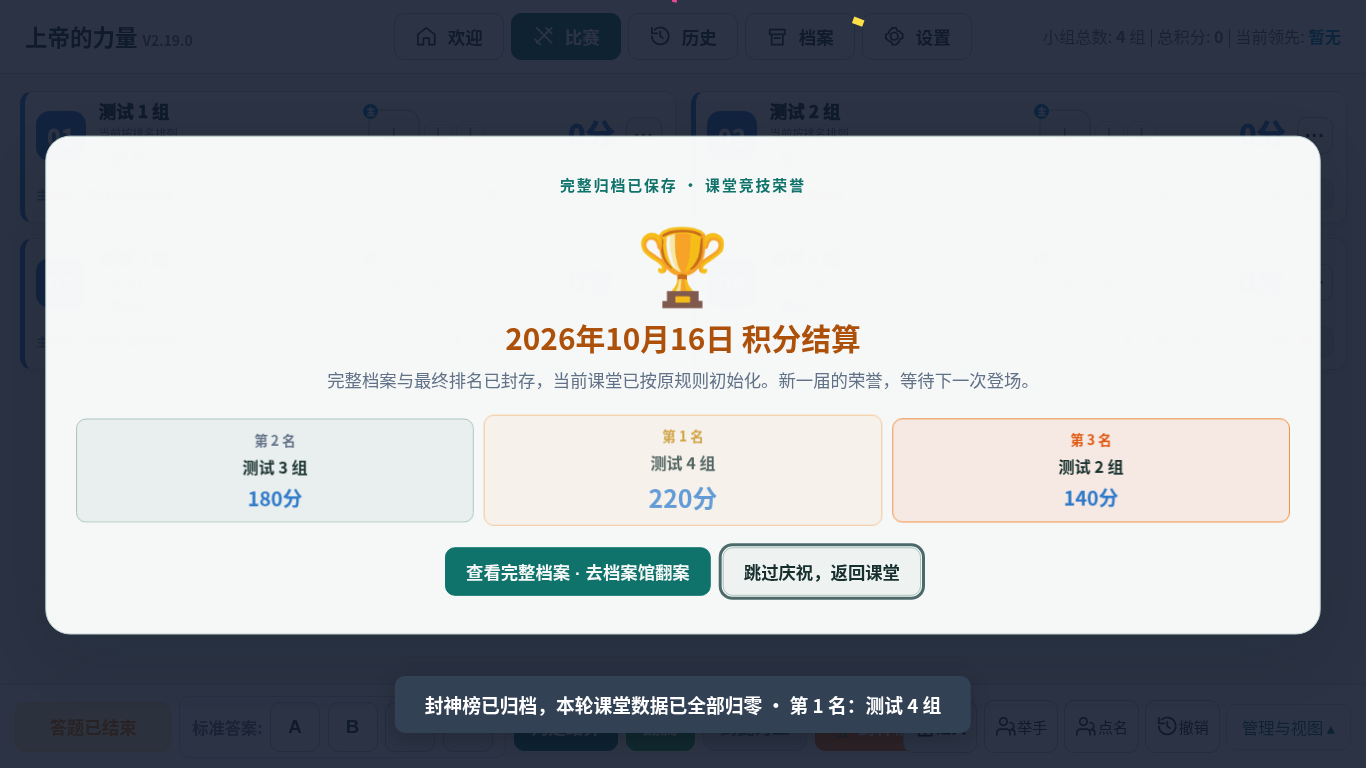 上帝的力量 V2.19.0
欢迎
比赛
历史
档案
设置
小组总数: 4 组 | 总积分: 0 | 当前领先: 暂无
测试 1 组
测试 2 组
完整归档已保存 · 课堂竞技荣誉
2026年10月16日 积分结算
完整档案与最终排名已封存，当前课堂已按原规则初始化。新一届的荣誉，等待下一次登场。
第 2 名
测试 3 组
180分
第 1 名
测试 4 组
220分
第 3 名
测试 2 组
140分
查看完整档案 · 去档案馆翻案
跳过庆祝，返回课堂
封神榜已归档，本轮课堂数据已全部归零 · 第 1 名：测试 4 组
答题已结束
标准答案:
A
B
举手
点名
撤销
管理与视图 ▴